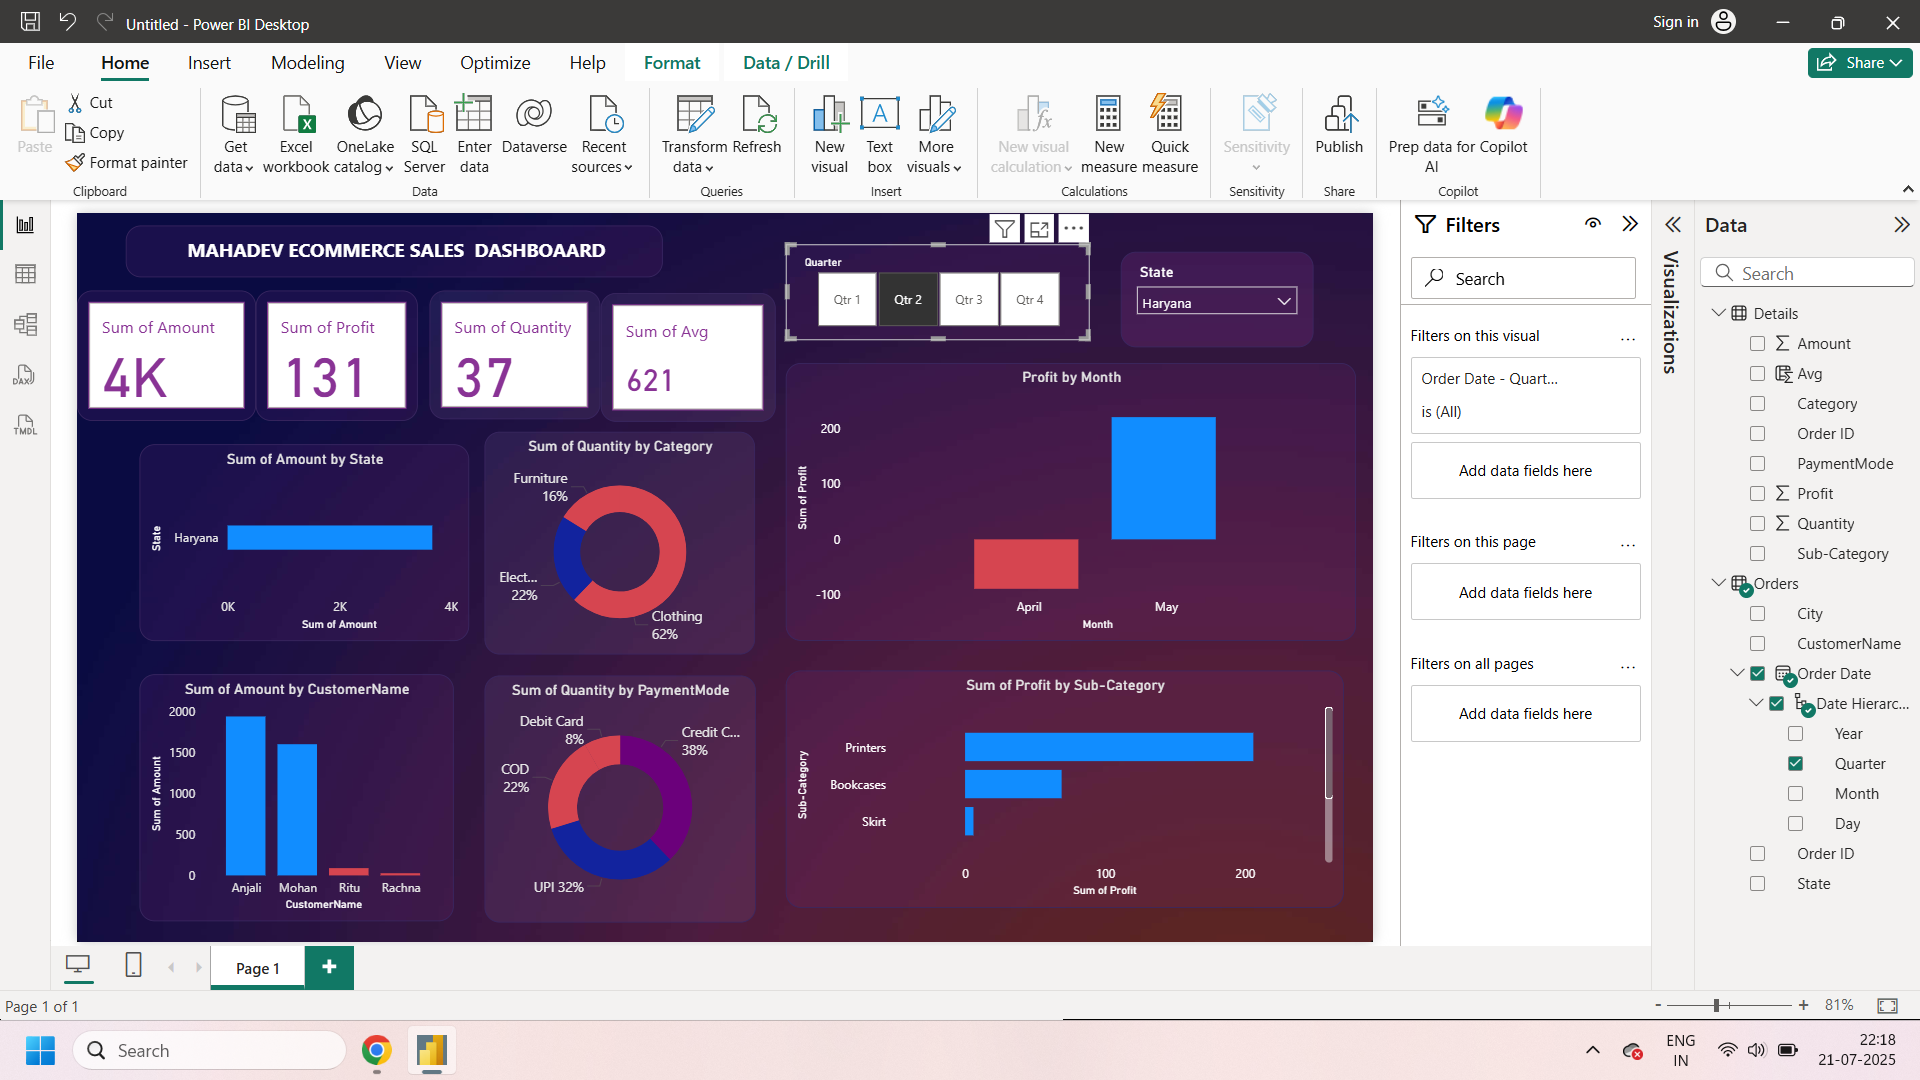 Untitled - Power BI Desktop
Sign in
File
Home
Insert
Modeling
View
Optimize
Help
Format
Data / Drill
Share
Paste
Cut
Copy
Format painter
Clipboard
Get
data
Excel
workbook
OneLake
catalog
SQL
Server
Enter
data
Dataverse
Recent
sources
Data
Transform
data
Refresh
Queries
New
visual
A
Text
box
More
visuals
Insert
New visual
calculation
New
measure
Quick
measure
Calculations
Sensitivity
Sensitivity
Publish
Share
Prep data for
AI
Copilot
Copilot
DAX
TMDL
MAHADEV ECOMMERCE SALES DASHBOAARD
Sum of Amount
4K
Sum of Profit
131
Sum of Quantity
37
Sum of Avg
621
Quarter
Qtr 1
Qtr 2
Qtr 3
Qtr 4
State
Haryana
Sum of Amount by State
State
Haryana
0K
2K
4K
Sum of Amount
Sum of Quantity by Category
Furniture
16%
Elect...
22%
Clothing
62%
Profit by Month
Sum of Profit
200
100
0
-100
April
May
Month
Sum of Amount by CustomerName
Sum of Amount
2000
1500
1000
500
0
Anjali
Mohan
Ritu
Rachna
CustomerName
Sum of Quantity by PaymentMode
Debit Card
8%
Credit C...
38%
COD
22%
UPI 32%
Sum of Profit by Sub-Category
Sub-Category
Printers
Bookcases
Skirt
0
100
200
Sum of Profit
Filters
Search
Filters on this visual
...
Order Date - Quart...
is (All)
Add data fields here
Filters on this page
...
Add data fields here
Filters on all pages
...
Add data fields here
Visualizations
Data
Search
Details
Amount
Avg
Category
Order ID
PaymentMode
Profit
Quantity
Sub-Category
Orders
City
CustomerName
Order Date
Date Hierarc...
Year
Quarter
Month
Day
Order ID
State
Page 1
Page 1 of 1
- + 81%
Search
ENG
IN
22:18
21-07-2025